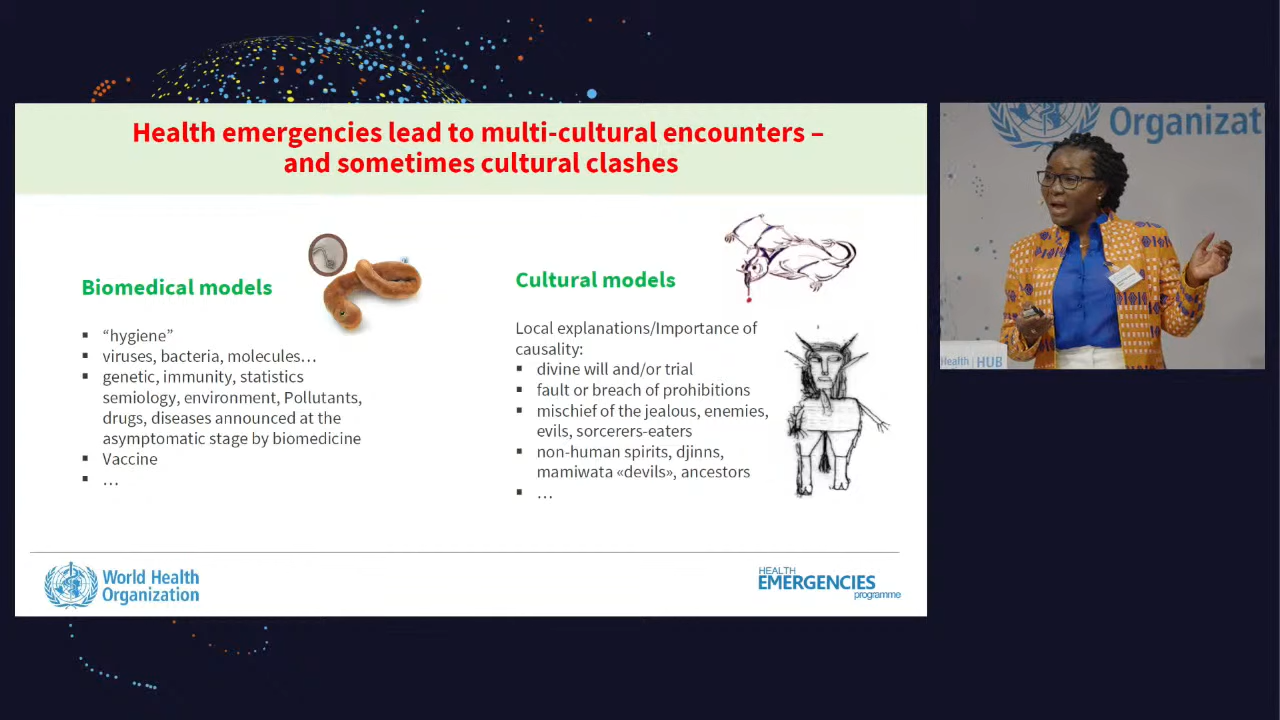 Health emergencies lead to multi-cultural encounters –
and sometimes cultural clashes
Biomedical models
▪ “hygiene”
▪ viruses, bacteria, molecules…
▪ genetic, immunity, statistics
semiology, environment, Pollutants,
drugs, diseases announced at the
asymptomatic stage by biomedicine
▪ Vaccine
▪ …
Cultural models
Local explanations/Importance of
causality:
▪ divine will and/or trial
▪ fault or breach of prohibitions
▪ mischief of the jealous, enemies,
evils, sorcerers-eaters
▪ non-human spirits, djinns,
mamiwata «devils», ancestors
▪ …
World Health
Organization
HEALTH
EMERGENCIES
programme
Organizat
Health | HUB